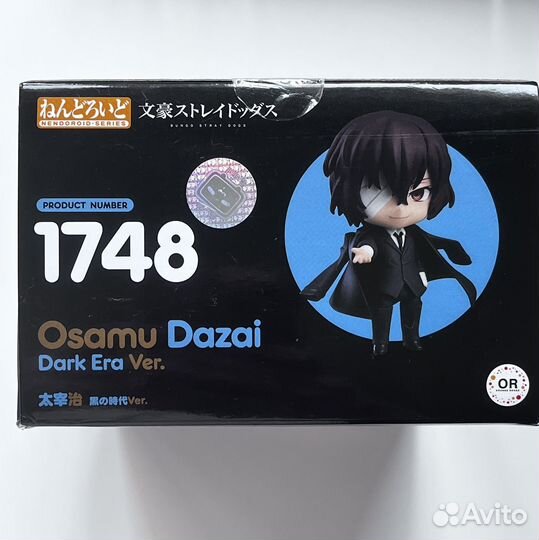 ねんどろいど
NENDOROID-SERIES
文豪ストレイドッグス
BUNGO STRAY DOGS
PRODUCT NUMBER
1748
Osamu Dazai
Dark Era Ver.
太宰治 黒の時代Ver.
OR
ORANGE ROUGE
Avito